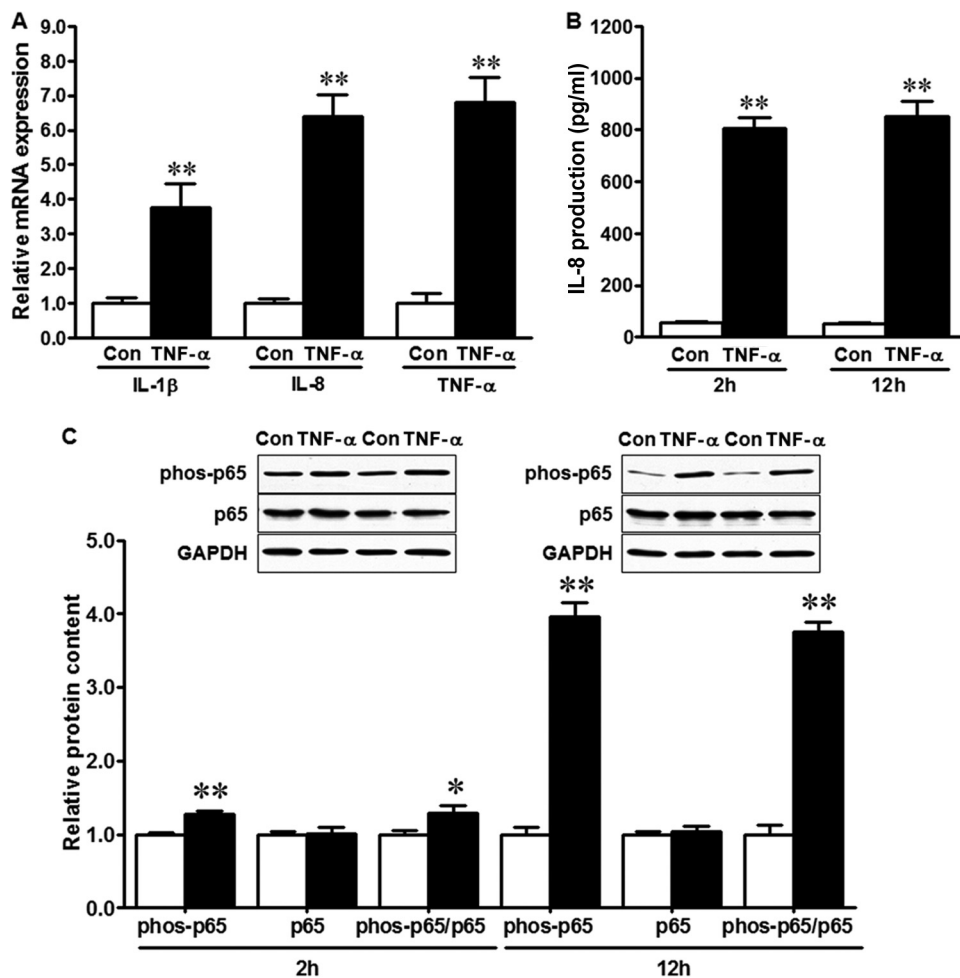 A
Relative mRNA expression
9.0
8.0
7.0
6.0
5.0
4.0
3.0
2.0
1.0
0.0
**
**
**
Con TNF-α Con TNF-α Con TNF-α
IL-1β IL-8 TNF-α
B
IL-8 production (pg/ml)
1200
1000
800
600
400
200
0
**
**
Con TNF-α Con TNF-α
2h 12h
C
Con TNF-α Con TNF-α
phos-p65
p65
GAPDH
Con TNF-α Con TNF-α
phos-p65
p65
GAPDH
Relative protein content
5.0
4.0
3.0
2.0
1.0
0.0
**
*
**
**
phos-p65 p65 phos-p65/p65 phos-p65 p65 phos-p65/p65
2h 12h